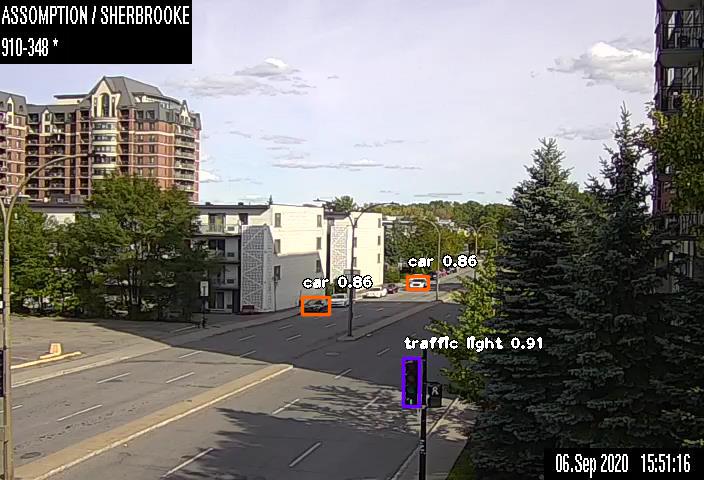 ASSOMPTION / SHERBROOKE
910-348 *
car 0.86
car 0.86
traffic light 0.91
06.Sep 2020 15:51:16